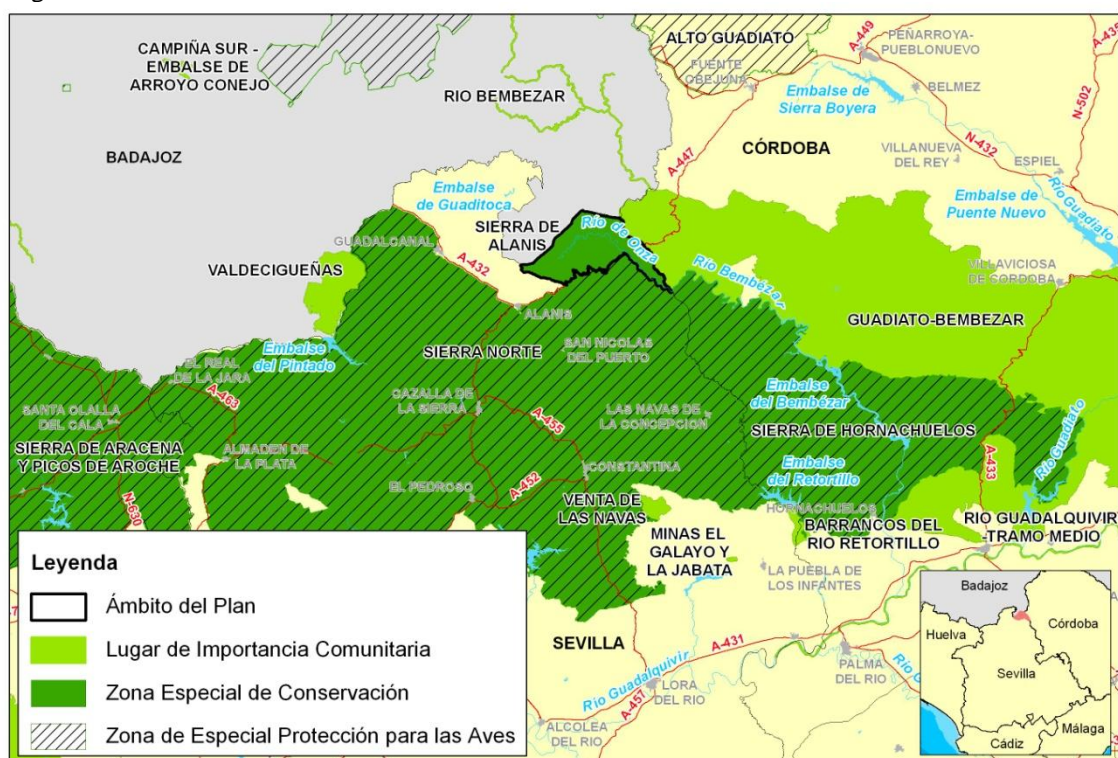 CAMPIÑA SUR -
EMBALSE DE
ARROYO CONEJO
ALTO GUADIATO
A-449
PEÑARROYA-
PUEBLONUEVO
FUENTE
OBEJUNA
Embalse de
Sierra Boyera
BELMEZ
N-502
RIO BEMBEZAR
BADAJOZ
A-447
CÓRDOBA
VILLANUEVA
DEL REY
N-432
ESPIEL
Embalse
de Guaditoca
Embalse de
Puente Nuevo
Río Guadiato
SIERRA DE
ALANIS
Río de Onza
GUADALCANAL
A-432
VALDECIGUEÑAS
Río Bembézar
VILLAVICIOSA
DE CORDOBA
ALANIS
GUADIATO-BEMBEZAR
SIERRA NORTE
SAN NICOLAS
DEL PUERTO
Embalse
del Pintado
EL REAL
DE LA JARA
A-463
CAZALLA DE
LA SIERRA
A-455
LAS NAVAS DE
LA CONCEPCION
Embalse
del Bembézar
SIERRA DE HORNACHUELOS
SANTA OLALLA
DEL CALA
SIERRA DE ARACENA
Y PICOS DE AROCHE
ALMADEN DE
LA PLATA
N-630
EL PEDROSO
A-452
CONSTANTINA
Embalse
del Retortillo
A-433
Río Guadiato
VENTA DE
LAS NAVAS
HORNACHUELOS
BARRANCOS DEL
RIO RETORTILLO
RIO GUADALQUIVIR
-TRAMO MEDIO
MINAS EL
GALAYO Y
LA JABATA
LA PUEBLA DE
LOS INFANTES
SEVILLA
A-431
Río Guadalquivir
LORA
DEL RIO
A-457
PALMA
DEL RIO
ALCOLEA
DEL RIO
Leyenda
Ámbito del Plan
Lugar de Importancia Comunitaria
Zona Especial de Conservación
Zona de Especial Protección para las Aves
Badajoz
Huelva
Córdoba
Sevilla
Málaga
Cádiz